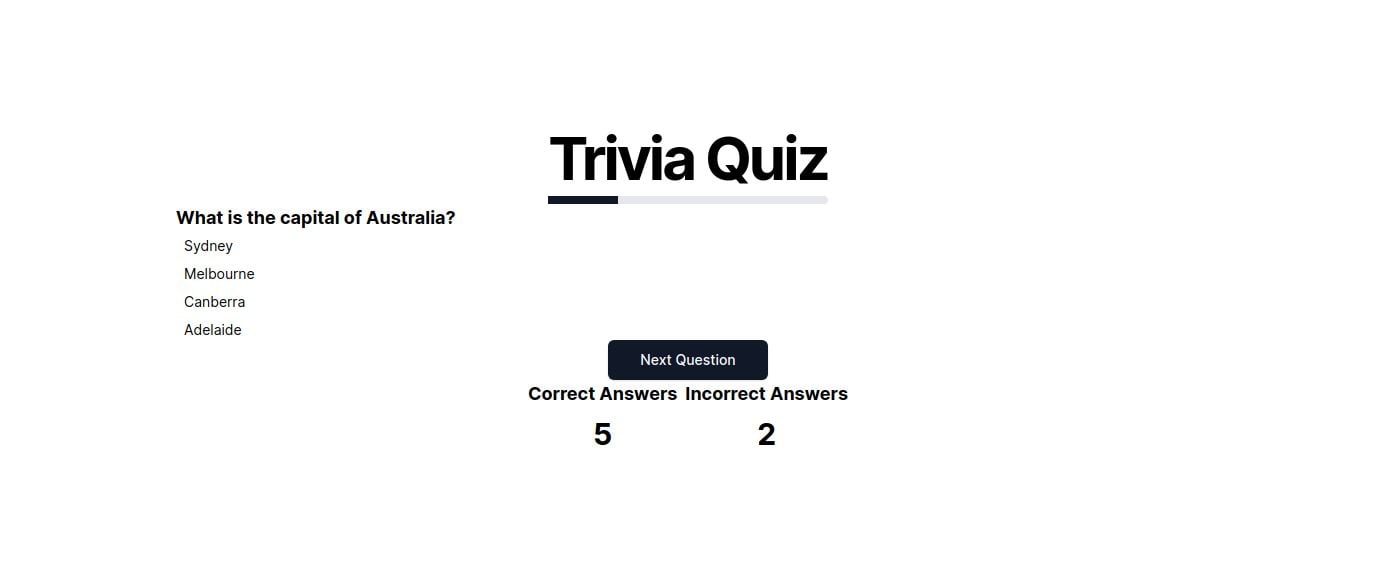 Trivia Quiz
What is the capital of Australia?
Sydney
Melbourne
Canberra
Adelaide
Next Question
Correct Answers Incorrect Answers
5 2